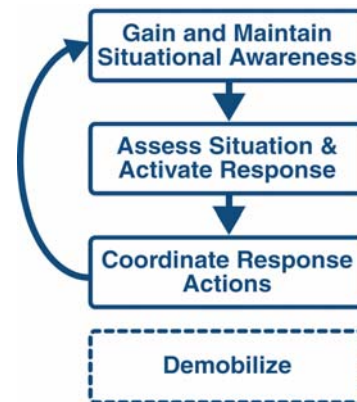 Gain and Maintain
Situational Awareness
Assess Situation &
Activate Response
Coordinate Response
Actions
Demobilize